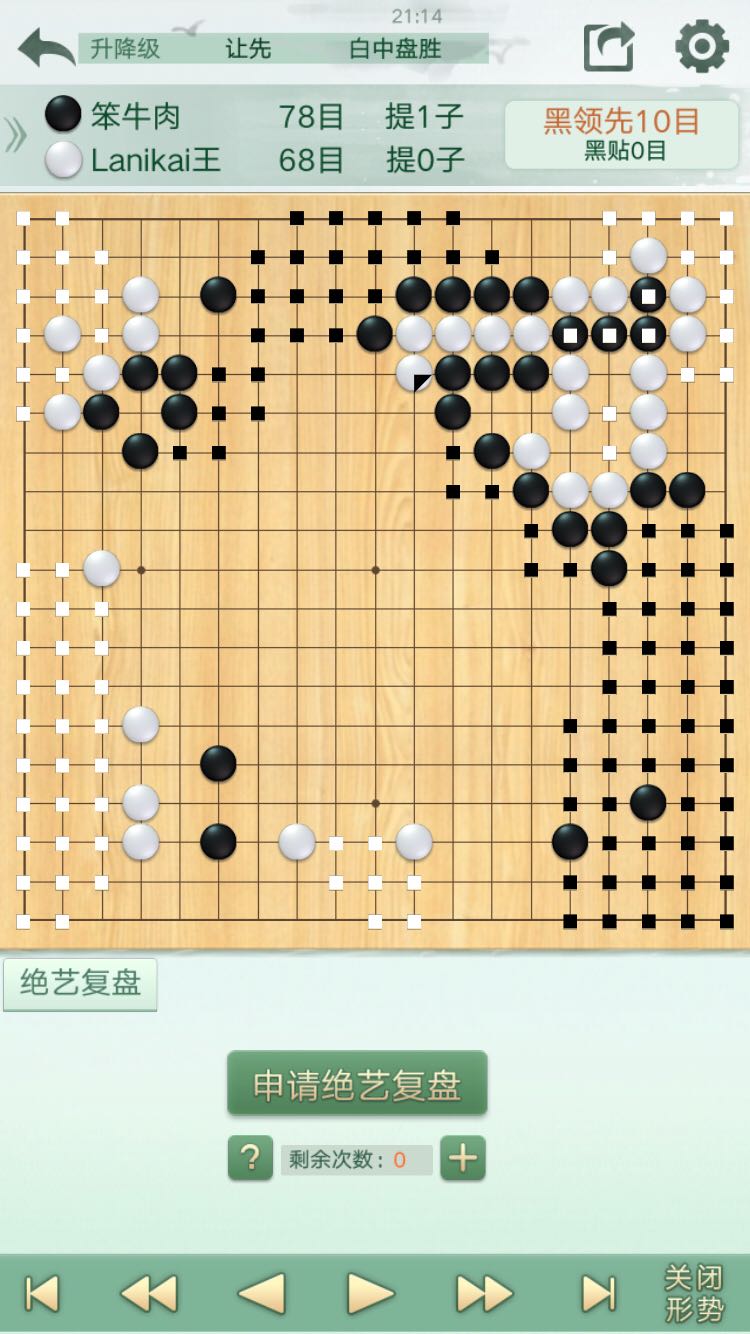 21:14
升降级 让先 白中盘胜
笨牛肉 78目 提1子
黑领先10目
黑贴0目
Lanikai王 68目 提0子
绝艺复盘
申请绝艺复盘
? 剩余次数: 0 +
关闭
形势